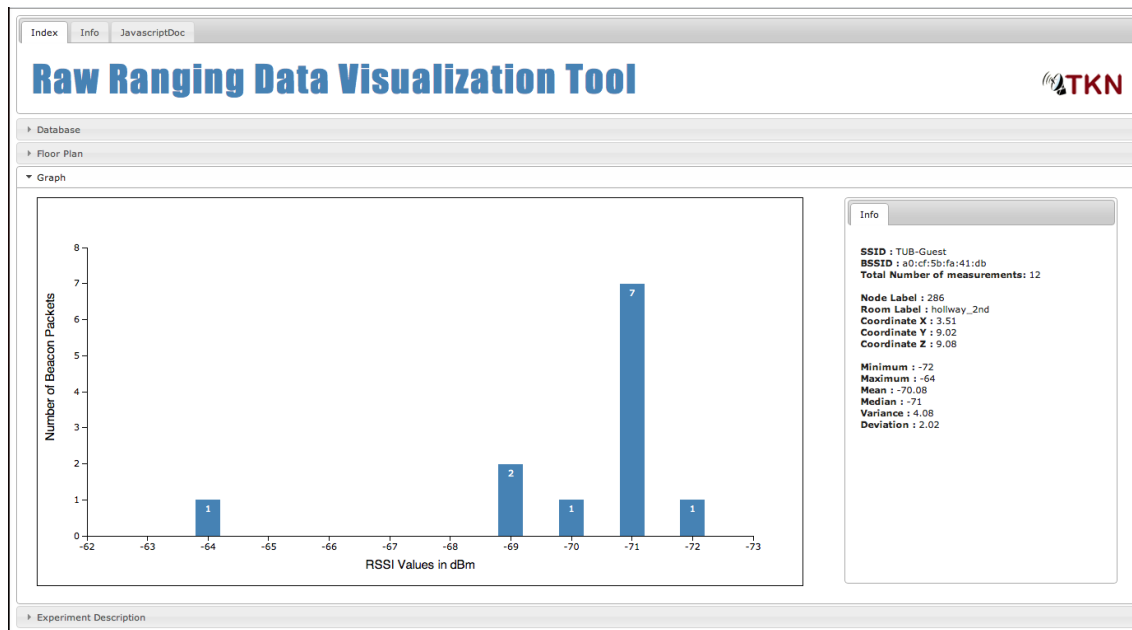 Index Info JavascriptDoc
Raw Ranging Data Visualization Tool
TKN
Database
Floor Plan
Graph
8
7
6
5
4
3
2
1
0
Number of Beacon Packets
1
2
1
7
1
-62 -63 -64 -65 -66 -67 -68 -69 -70 -71 -72 -73
RSSI Values in dBm
Info
SSID : TUB-Guest
BSSID : a0:cf:5b:fa:41:db
Total Number of measurements: 12
Node Label : 286
Room Label : hollway_2nd
Coordinate X : 3.51
Coordinate Y : 9.02
Coordinate Z : 9.08
Minimum : -72
Maximum : -64
Mean : -70.08
Median : -71
Variance : 4.08
Deviation : 2.02
Experiment Description